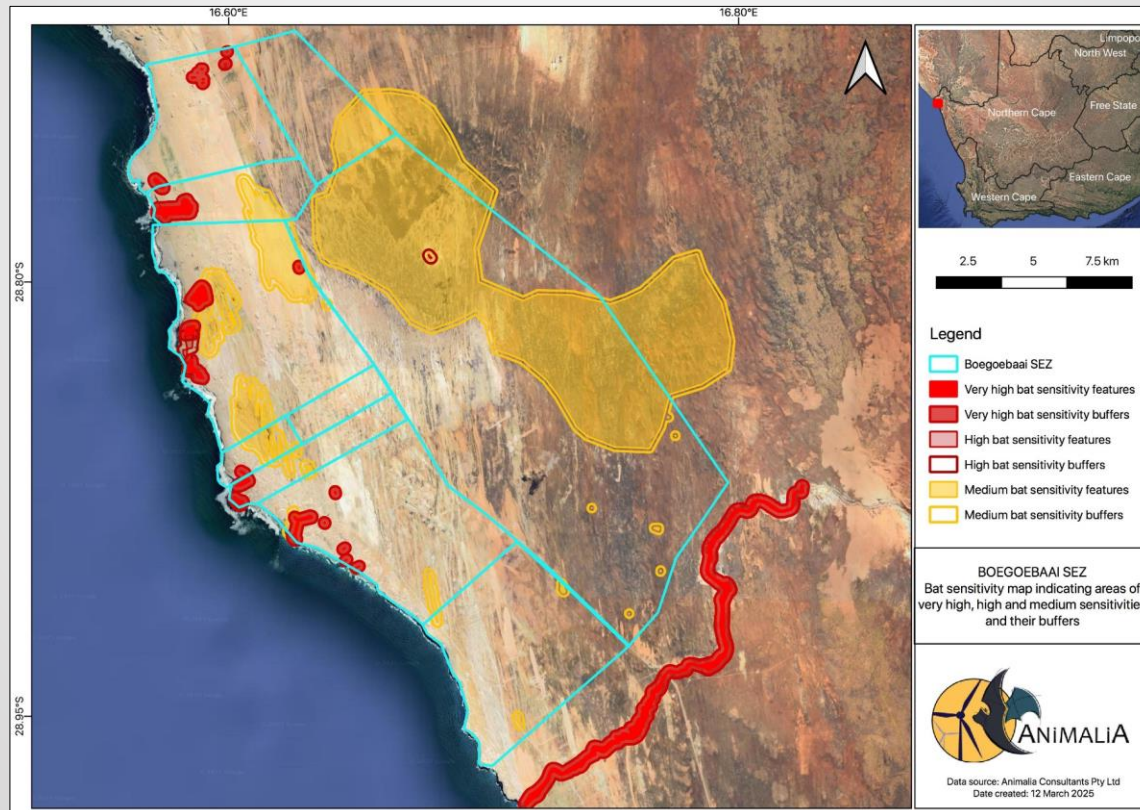 16.60°E
16.80°E
28.80°S
28.95°S
Limpopo
North West
Northern Cape
Free State
Eastern Cape
Western Cape
2.5
5
7.5 km
Legend
Boegoebaai SEZ
Very high bat sensitivity features
Very high bat sensitivity buffers
High bat sensitivity features
High bat sensitivity buffers
Medium bat sensitivity features
Medium bat sensitivity buffers
BOEGOEBAAI SEZ
Bat sensitivity map indicating areas of
very high, high and medium sensitivities
and their buffers
ANiMALiA
Data source: Animalia Consultants Pty Ltd
Date created: 12 March 2025